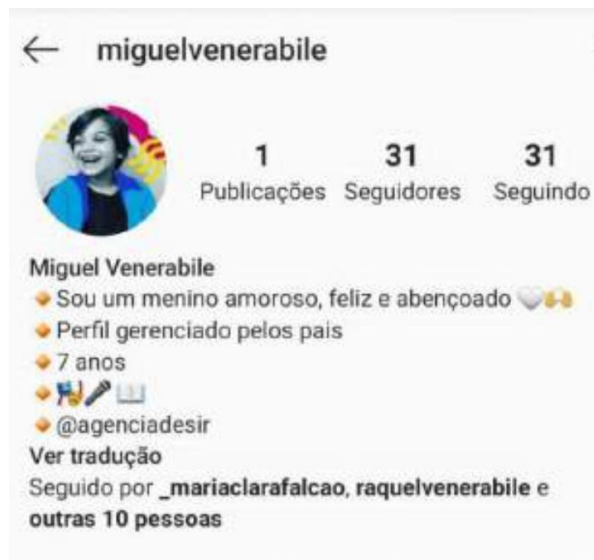 miguelvenerabile
1 31 31
Publicações Seguidores Seguindo
Miguel Venerabile
Sou um menino amoroso, feliz e abençoado
Perfil gerenciado pelos pais
7 anos
@agenciadesir
Ver tradução
Seguido por _mariaclarafalcao, raquelvenerabile e
outras 10 pessoas